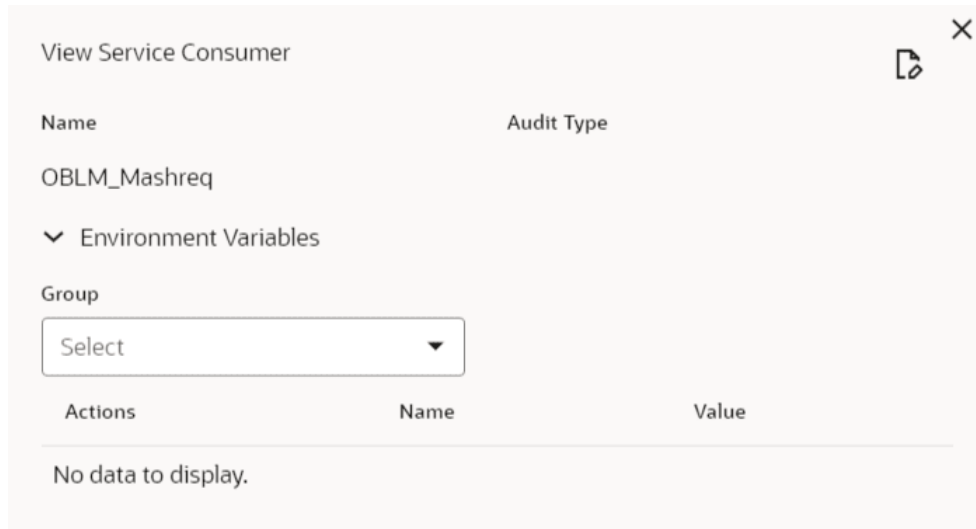 View Service Consumer
Name Audit Type
OBLM_Mashreq
Environment Variables
Group
Select
Actions Name Value
No data to display.